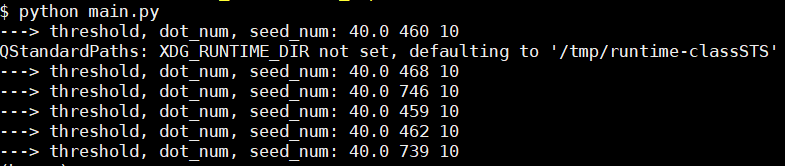 $ python main.py
---> threshold, dot_num, seed_num: 40.0 460 10
QStandardPaths: XDG_RUNTIME_DIR not set, defaulting to '/tmp/runtime-classSTS'
---> threshold, dot_num, seed_num: 40.0 468 10
---> threshold, dot_num, seed_num: 40.0 746 10
---> threshold, dot_num, seed_num: 40.0 459 10
---> threshold, dot_num, seed_num: 40.0 462 10
---> threshold, dot_num, seed_num: 40.0 739 10